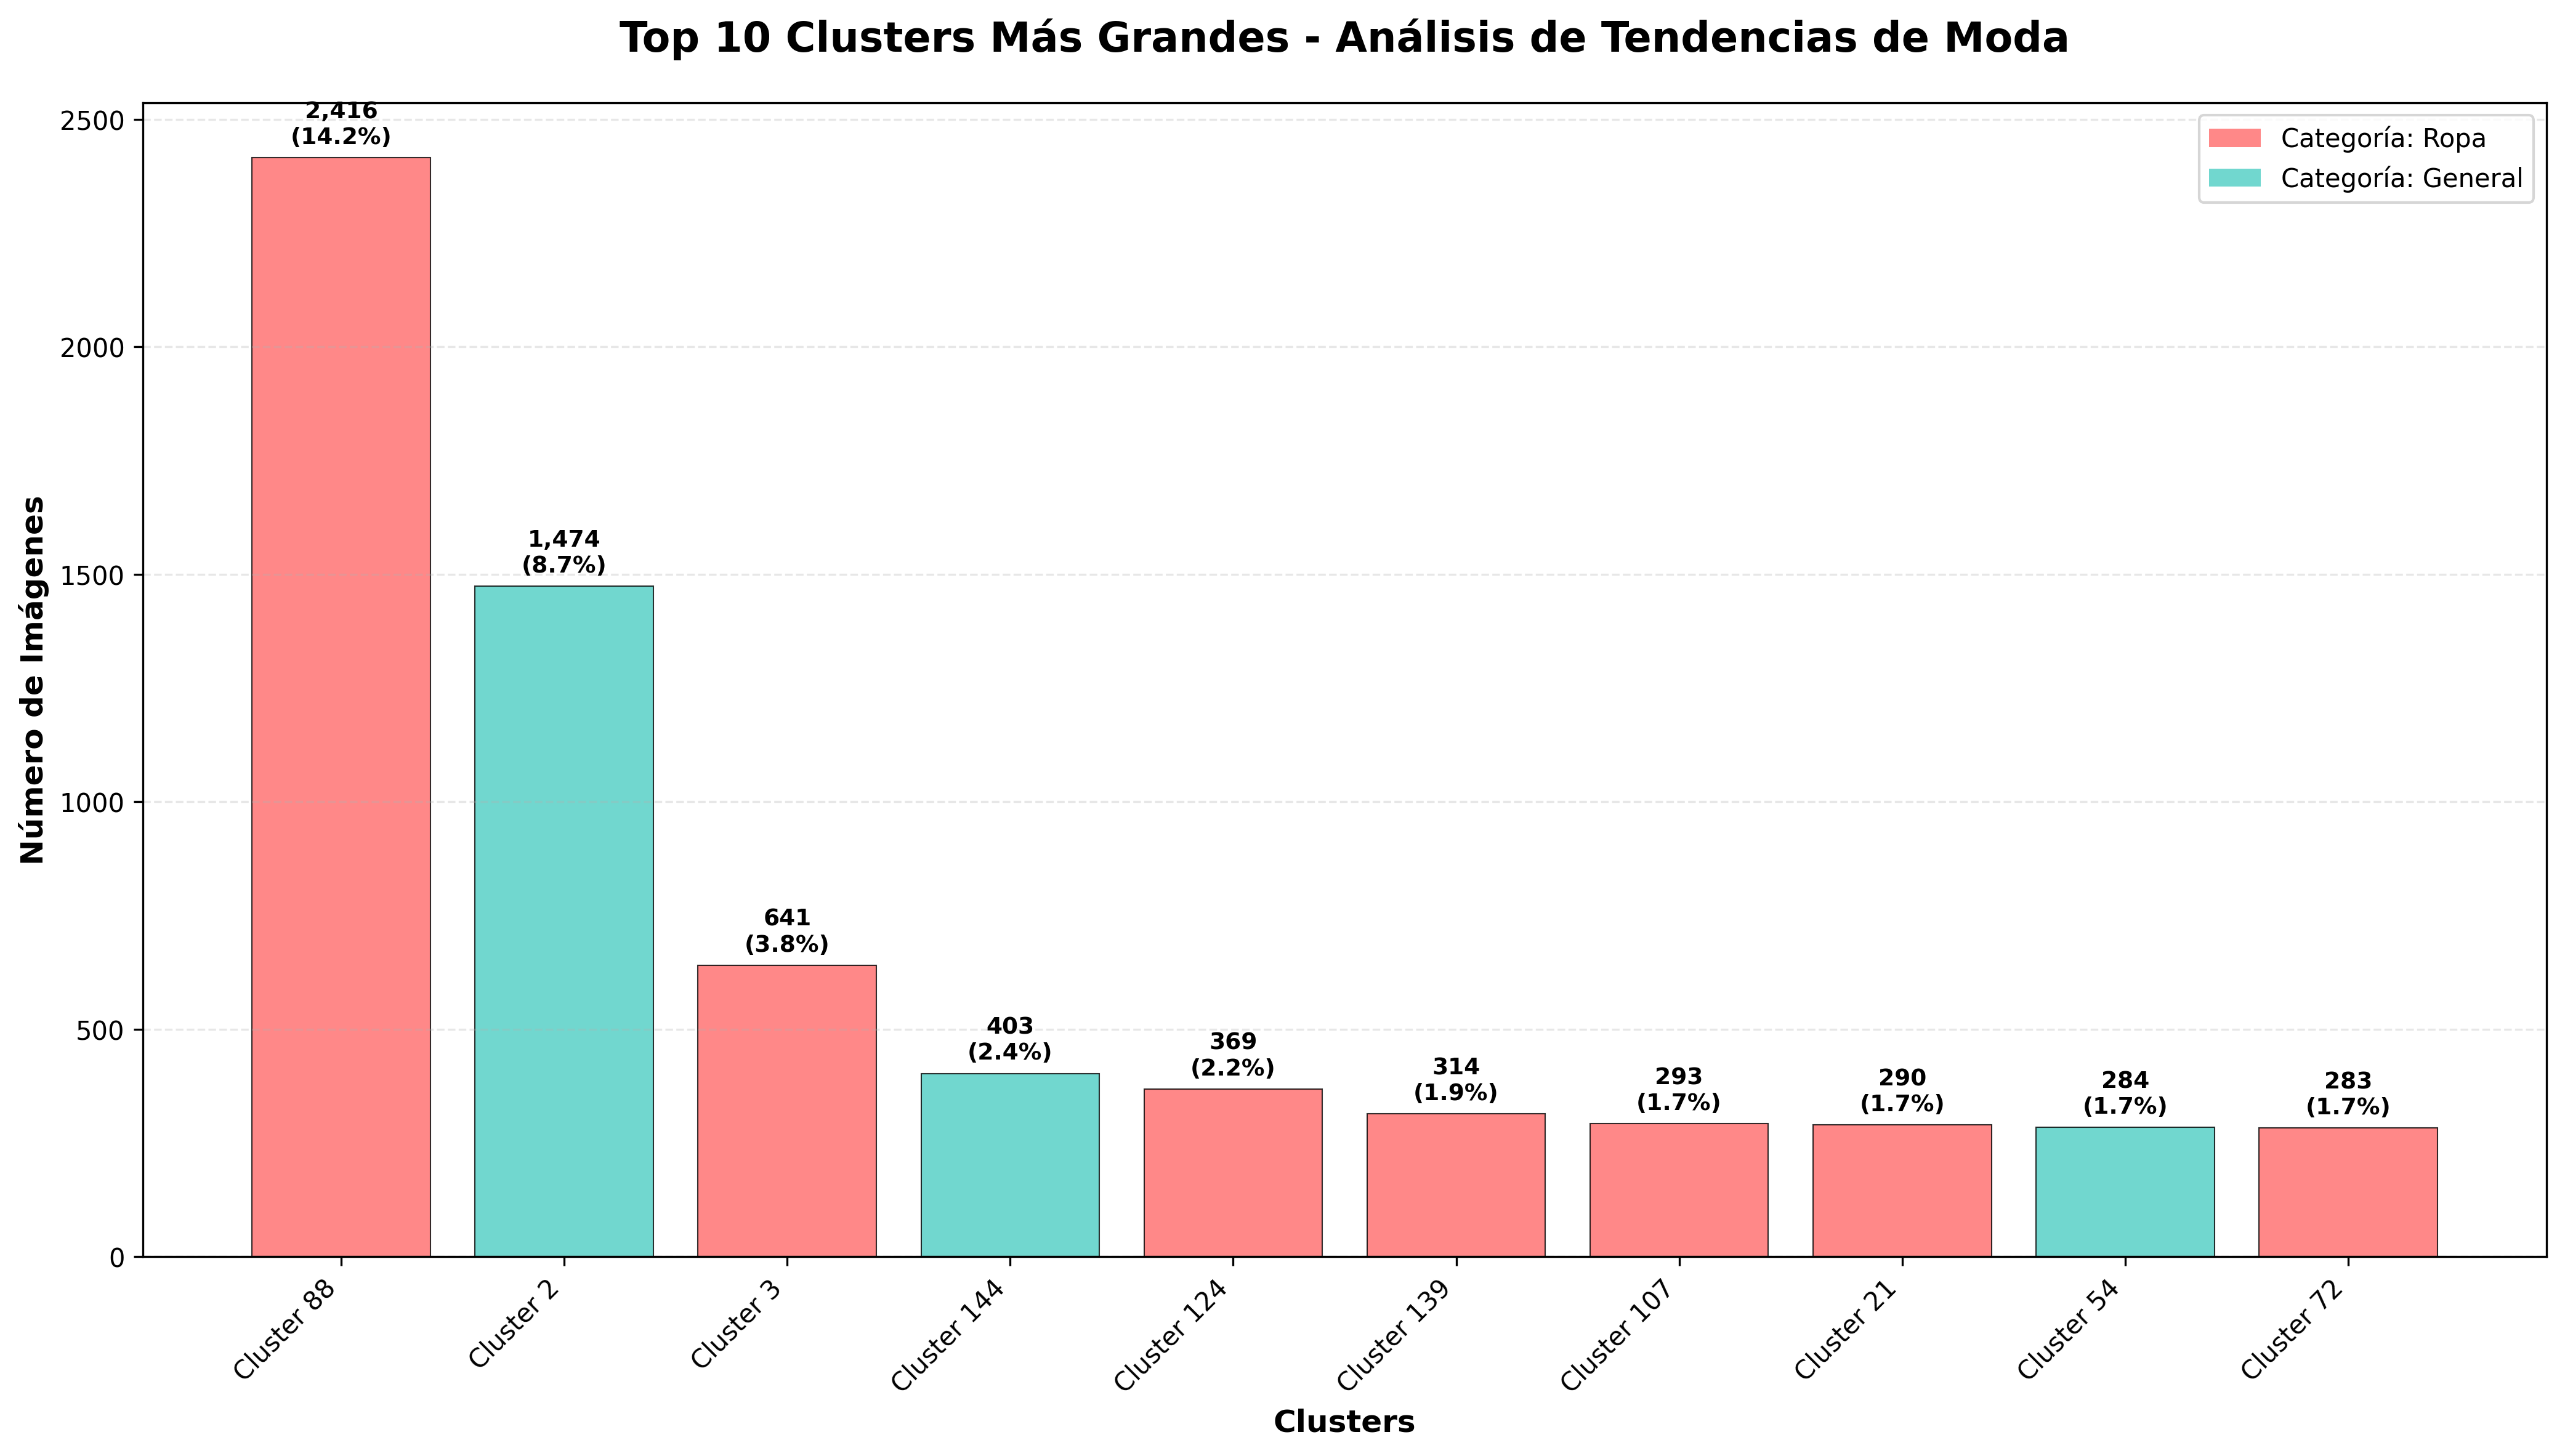 Top 10 Clusters Más Grandes - Análisis de Tendencias de Moda
Categoría: Ropa
Categoría: General
Número de Imágenes
2500
2000
1500
1000
500
0
2,416
(14.2%)
1,474
(8.7%)
641
(3.8%)
403
(2.4%)
369
(2.2%)
314
(1.9%)
293
(1.7%)
290
(1.7%)
284
(1.7%)
283
(1.7%)
Cluster 88
Cluster 2
Cluster 3
Cluster 144
Cluster 124
Cluster 139
Cluster 107
Cluster 21
Cluster 54
Cluster 72
Clusters